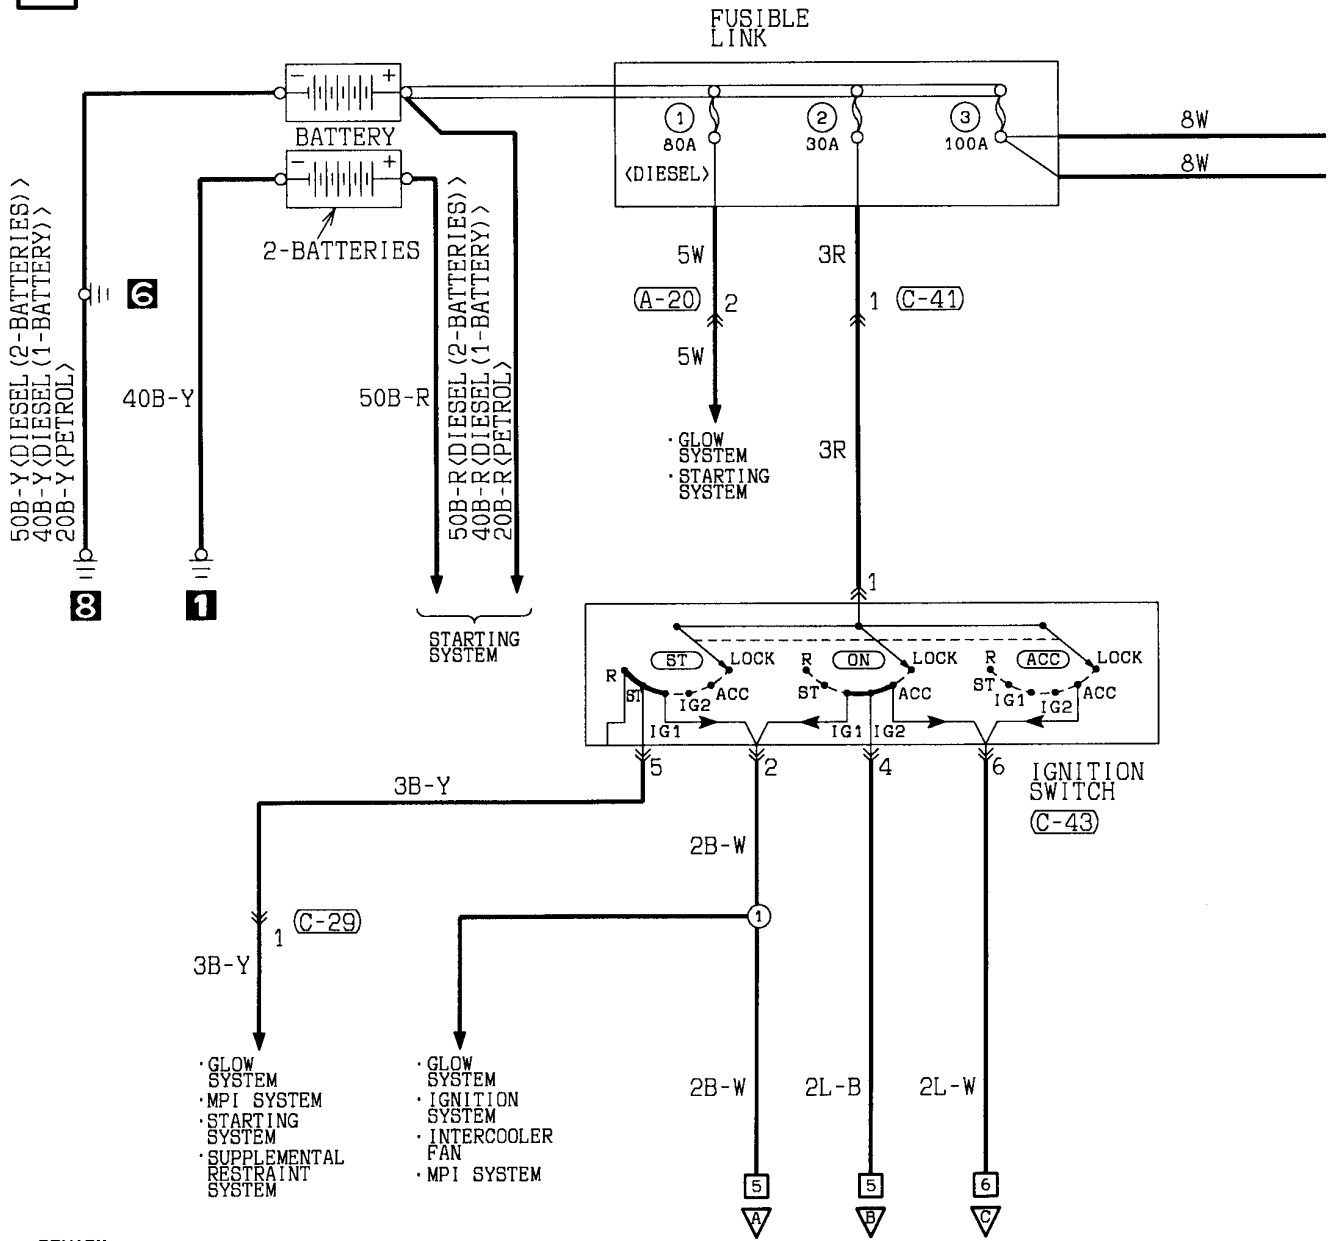 FUSIBLE
LINK
- +
BATTERY
- +
2-BATTERIES
1
80A
<DIESEL>
2
30A
3
100A
8W
8W
50B-Y<DIESEL(2-BATTERIES)>
40B-Y<DIESEL(1-BATTERY)>
20B-Y<PETROL>
6
40B-Y
50B-R
50B-R<DIESEL(2-BATTERIES)>
40B-R<DIESEL(1-BATTERY)>
20B-R<PETROL>
5W
A-20
2
5W
3R
1
C-41
3R
·GLOW
SYSTEM
·STARTING
SYSTEM
8
1
STARTING
SYSTEM
1
ST
LOCK
R
ST
ACC
IG2
IG1
ON
LOCK
R
ST
ACC
IG1
IG2
ACC
LOCK
R
ST
IG1
IG2
ACC
5
2
4
6
IGNITION
SWITCH
C-43
3B-Y
2B-W
1
C-29
1
3B-Y
·GLOW
SYSTEM
·MPI SYSTEM
·STARTING
SYSTEM
·SUPPLEMENTAL
RESTRAINT
SYSTEM
·GLOW
SYSTEM
·IGNITION
SYSTEM
·INTERCOOLER
FAN
·MPI SYSTEM
2B-W
2L-B
2L-W
5
5
6
A
B
C